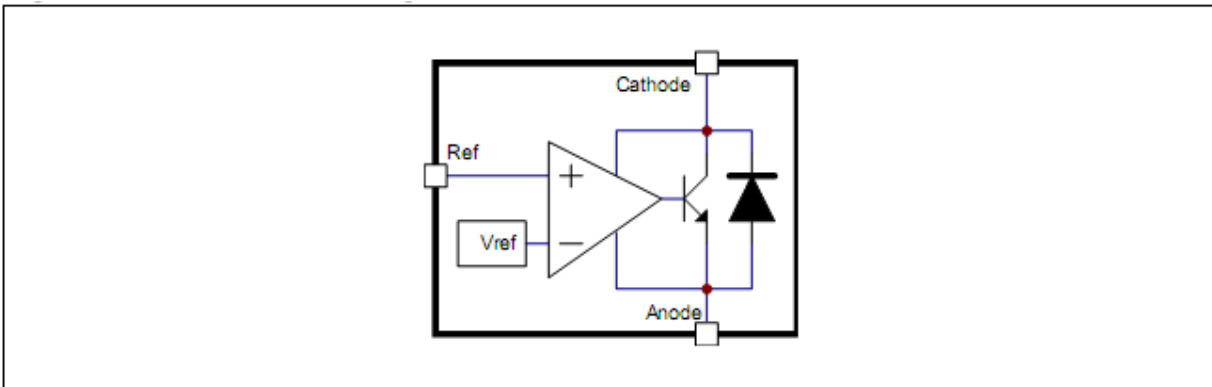 Cathode
Ref
+
Vref
−
Anode